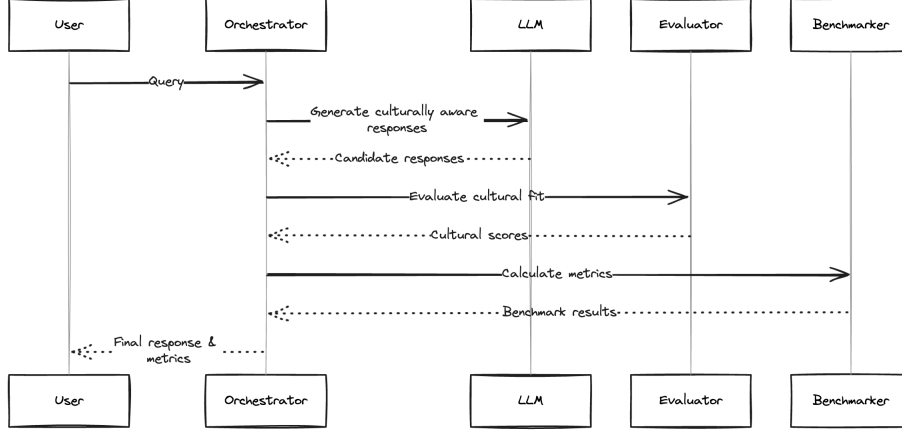 User
Orchestrator
LLM
Evaluator
Benchmarker
Query
Generate culturally aware
responses
Candidate responses
Evaluate cultural fit
Cultural scores
Calculate metrics
Benchmark results
Final response &
metrics
User
Orchestrator
LLM
Evaluator
Benchmarker